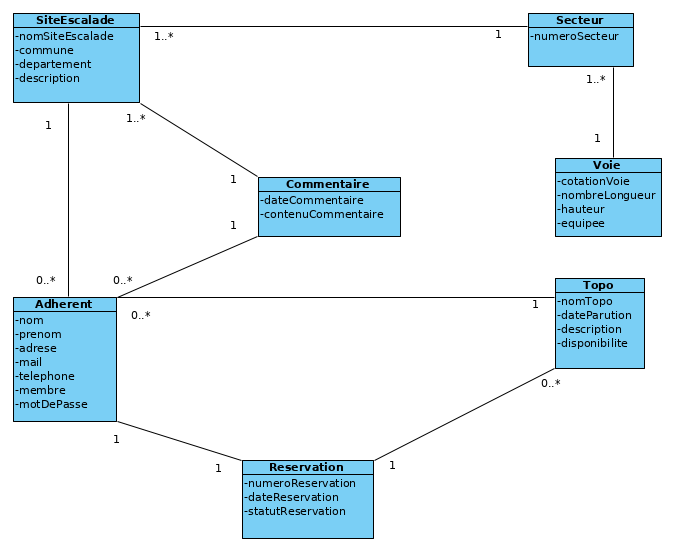 SiteEscalade
-nomSiteEscalade
-commune
-departement
-description
1..*
1
Secteur
-numeroSecteur
1..*
1
1
1..*
1
Voie
-cotationVoie
-nombreLongueur
-hauteur
-equipee
Commentaire
-dateCommentaire
-contenuCommentaire
1
0..*
0..*
Adherent
-nom
-prenom
-adrese
-mail
-telephone
-membre
-motDePasse
0..*
1
Topo
-nomTopo
-dateParution
-description
-disponibilite
0..*
1
1
1
Reservation
-numeroReservation
-dateReservation
-statutReservation